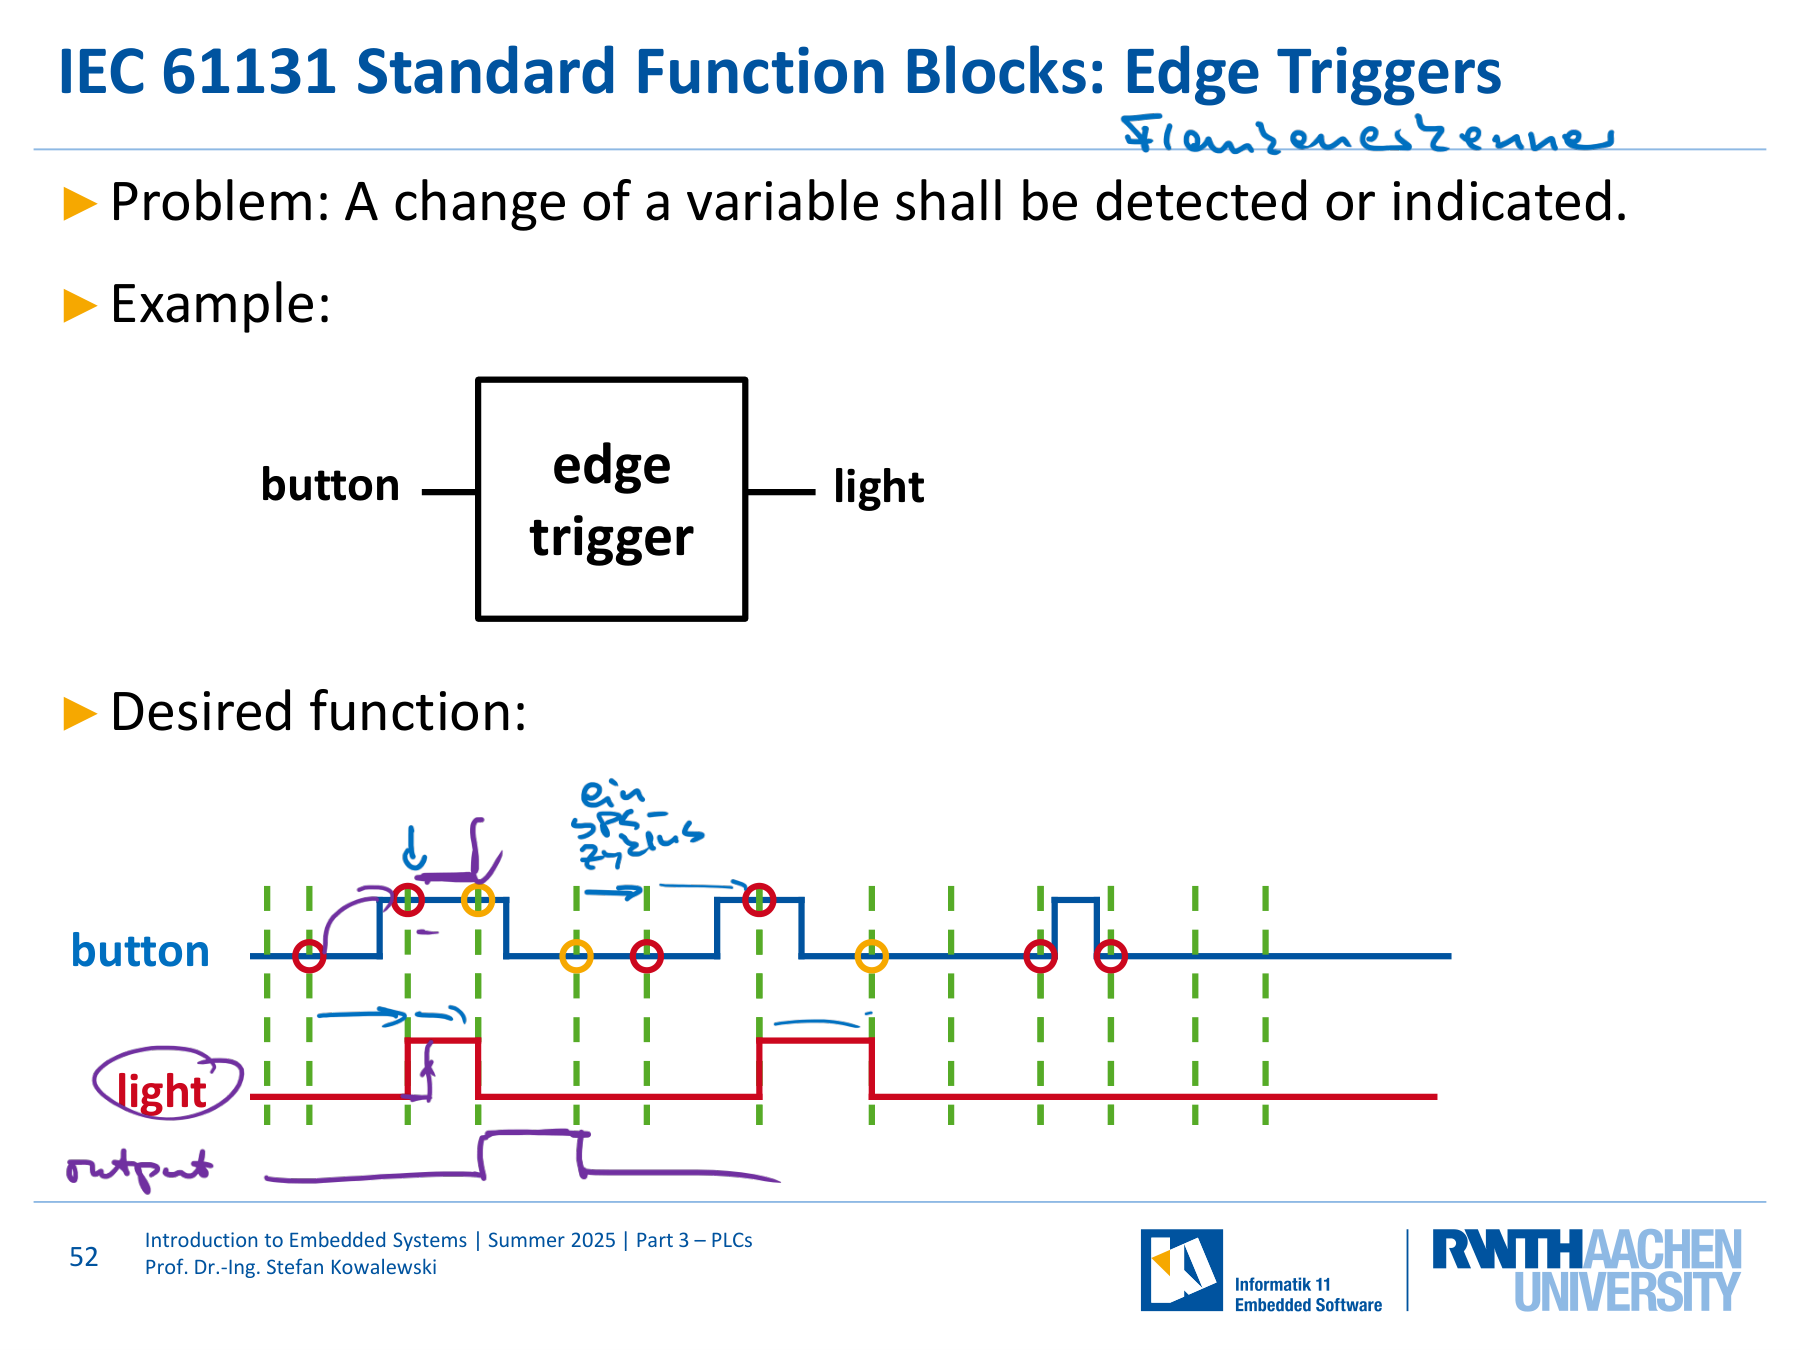 IEC 61131 Standard Function Blocks: Edge Triggers
Flankenerkenner
► Problem: A change of a variable shall be detected or indicated.
► Example:
button
edge
trigger
light
► Desired function:
ein
SPS-
Zyklus
button
light
output
52
Introduction to Embedded Systems | Summer 2025 | Part 3 – PLCs
Prof. Dr.-Ing. Stefan Kowalewski
Informatik 11
Embedded Software
RWTHAACHEN
UNIVERSITY